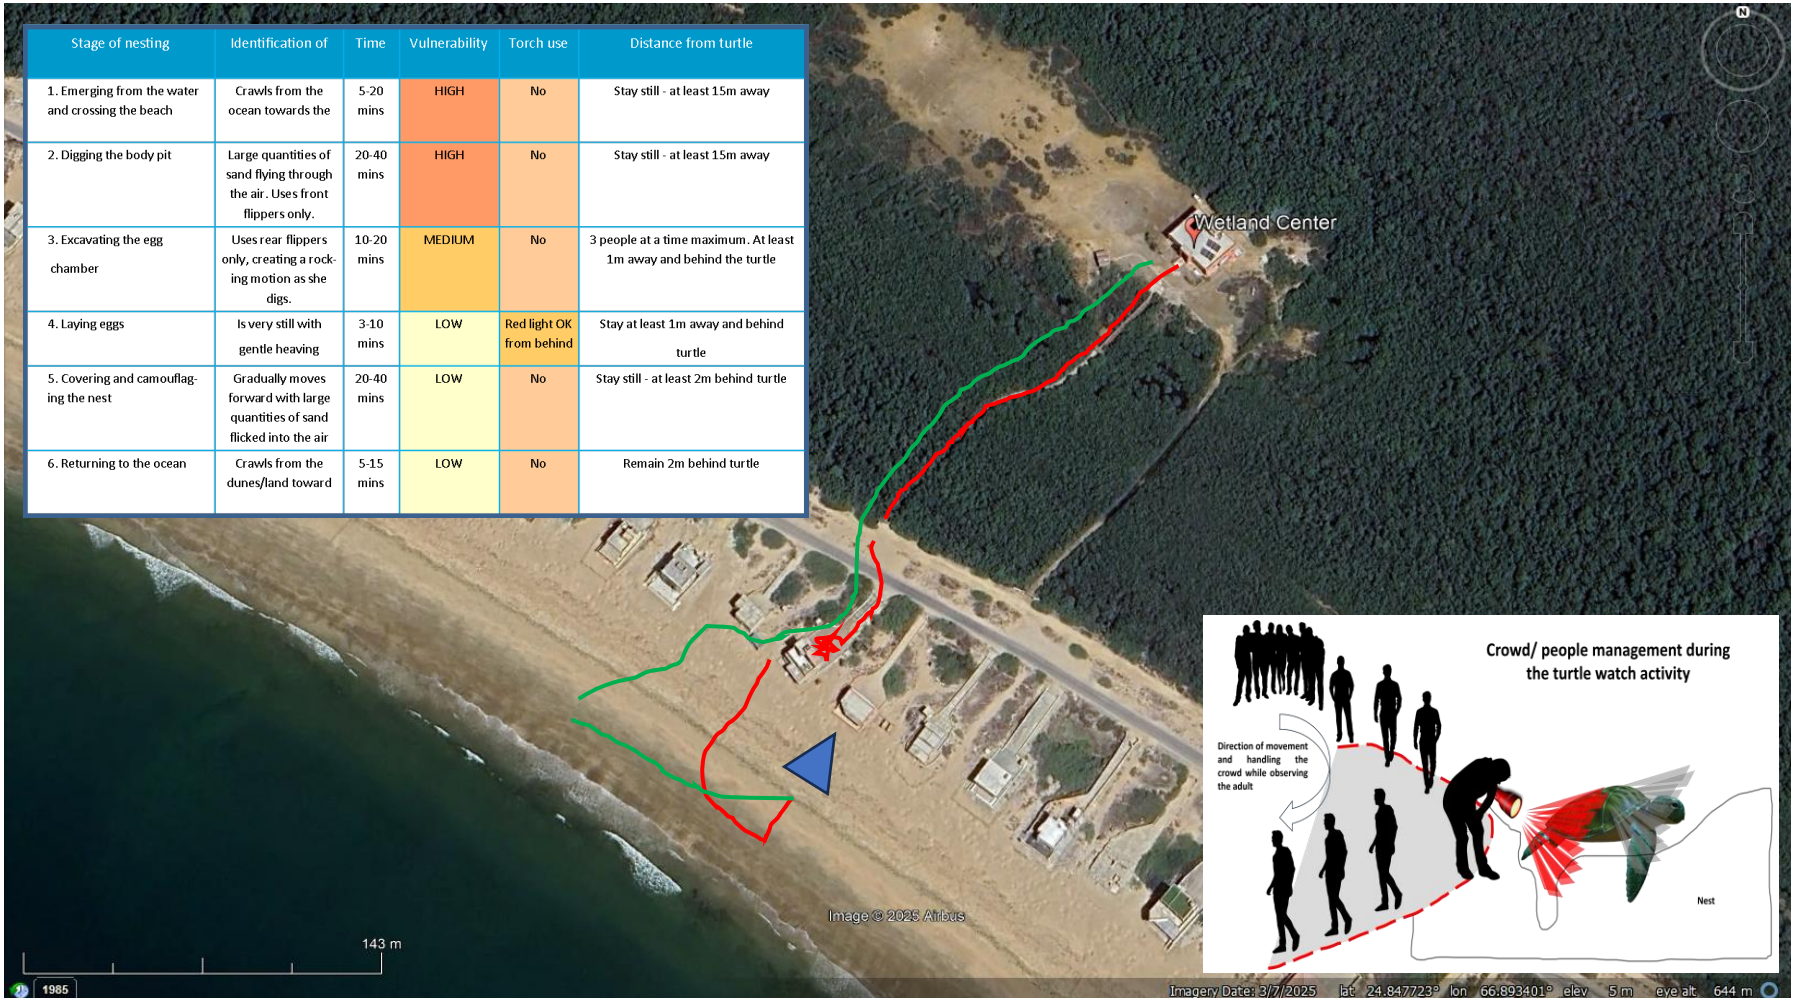 Stage of nesting
Identification of
Time
Vulnerability
Torch use
Distance from turtle
1. Emerging from the water
and crossing the beach
Crawls from the
ocean towards the
5-20
mins
HIGH
No
Stay still - at least 15m away
2. Digging the body pit
Large quantities of
sand flying through
the air. Uses front
flippers only.
20-40
mins
HIGH
No
Stay still - at least 15m away
3. Excavating the egg
chamber
Uses rear flippers
only, creating a rock-
ing motion as she
digs.
10-20
mins
MEDIUM
No
3 people at a time maximum. At least
1m away and behind the turtle
4. Laying eggs
Is very still with
gentle heaving
3-10
mins
LOW
Red light OK
from behind
Stay at least 1m away and behind
turtle
5. Covering and camouflag-
ing the nest
Gradually moves
forward with large
quantities of sand
flicked into the air
20-40
mins
LOW
No
Stay still - at least 2m behind turtle
6. Returning to the ocean
Crawls from the
dunes/land toward
5-15
mins
LOW
No
Remain 2m behind turtle
N
Wetland Center
Crowd/ people management during
the turtle watch activity
Direction of movement
and handling the
crowd while observing
the adult
Nest
Image © 2025 Airbus
143 m
1985
Imagery Date: 3/7/2025 lat 24.847723° lon 66.893401° elev 5 m eye alt 644 m